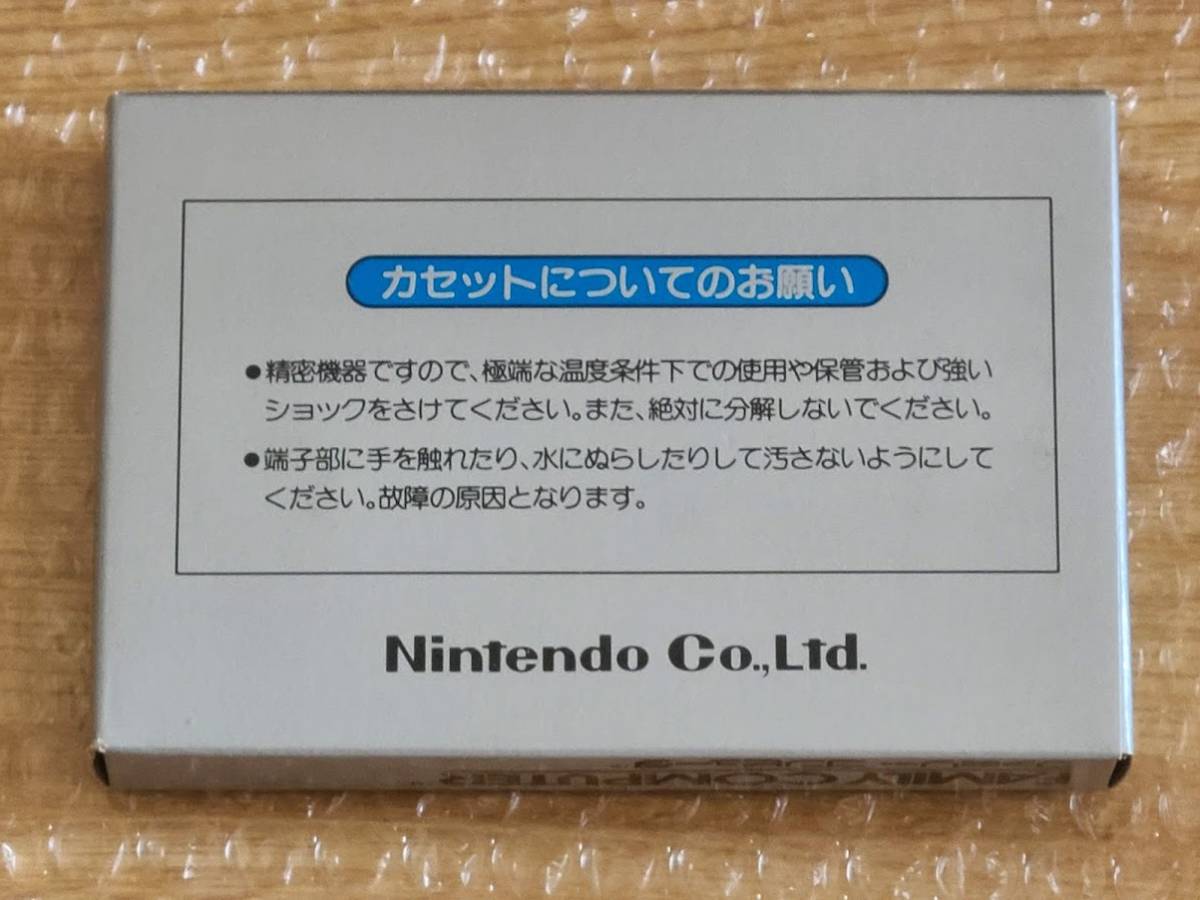 カセットについてのお願い
●精密機器ですので、極端な温度条件下での使用や保管および強い
ショックをさけてください。また、絶対に分解しないでください。
●端子部に手を触れたり、水にぬらしたりして汚さないようにして
ください。故障の原因となります。
Nintendo Co.,Ltd.
FAMILY COMPUTER